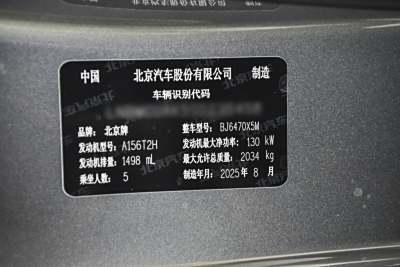 中国 北京汽车股份有限公司 制造
车辆识别代码
品牌：北京牌 整车型号：BJ6470X5M
发动机型号：A156T2H 发动机最大净功率：130 kW
发动机排量：1498 mL 最大允许总质量：2034 kg
乘坐人数：5 制造年月：2025 年 8 月